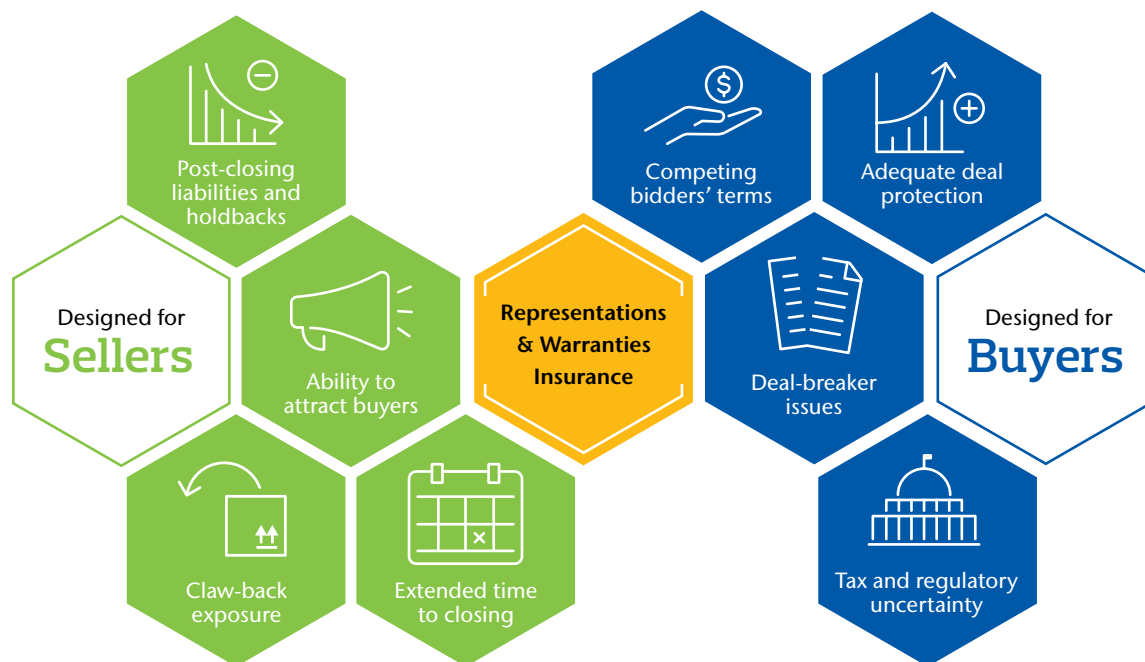 Post-closing
liabilities and
holdbacks
Designed for
Sellers
Ability to
attract buyers
Claw-back
exposure
Extended time
to closing
Representations
& Warranties
Insurance
$
Competing
bidders' terms
Adequate deal
protection
Deal-breaker
issues
Designed for
Buyers
Tax and regulatory
uncertainty